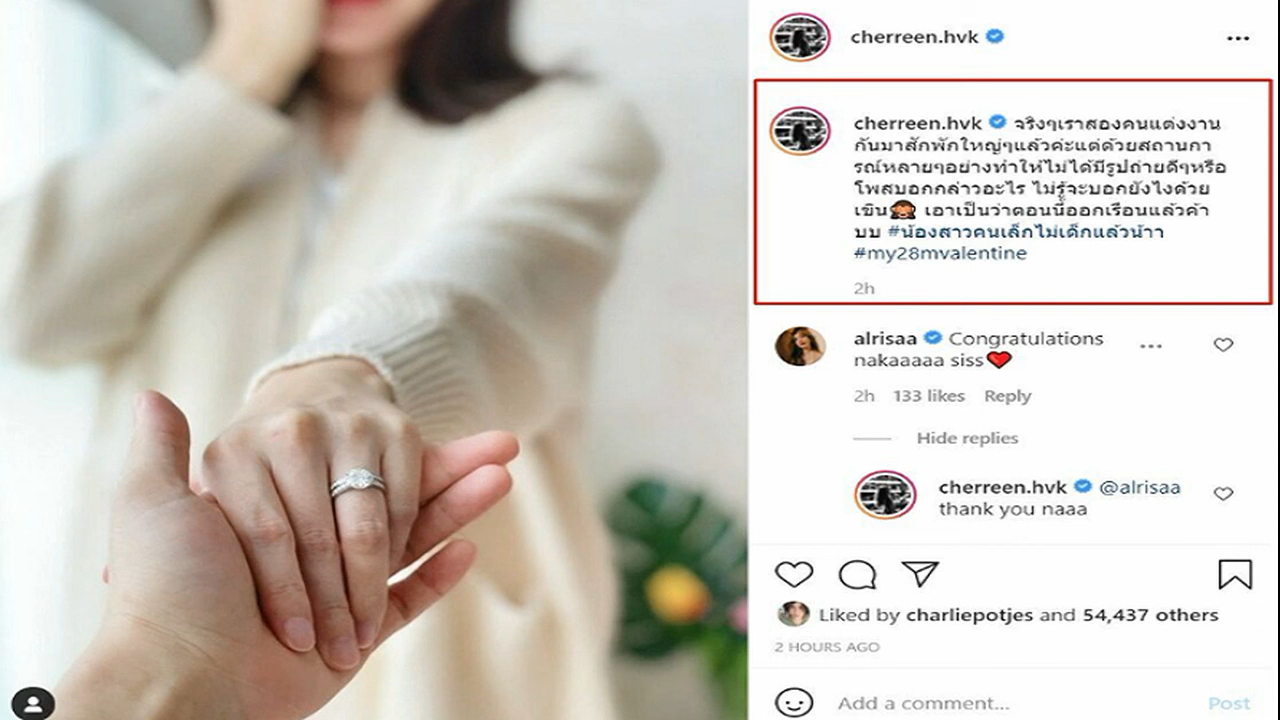 cherreen.hvk
cherreen.hvk จริงๆเราสองคนแต่งงาน
กันมาสักพักใหญ่ๆแล้วค่ะแต่ด้วยสถานกา
รณ์หลายๆอย่างทำให้ไม่ได้มีรูปถ่ายดีๆหรือ
โพสบอกกล่าวอะไร ไม่รู้จะบอกยังไงด้วย
เขิน🙈 เอาเป็นว่าตอนนี้ออกเรือนแล้วค้า
บบ #น้องสาวคนเล็กไม่เด็กแล้วน้าา
#my28mvalentine
2h
alrisaa Congratulations
nakaaaaa siss❤️
2h 133 likes Reply
Hide replies
cherreen.hvk @alrisaa
thank you naaa
Liked by charliepotjes and 54,437 others
2 HOURS AGO
Add a comment... Post